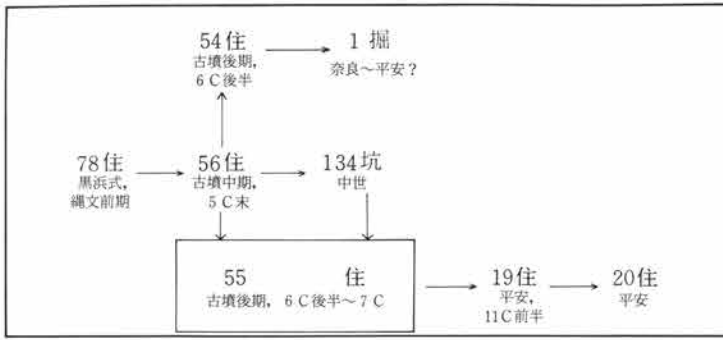 54住
古墳後期,
6C後半
1 掘
奈良～平安?
78住
黒浜式,
縄文前期
56住
古墳中期,
5C末
134坑
中世
55 住
古墳後期, 6C後半～7C
19住
平安,
11C前半
20住
平安